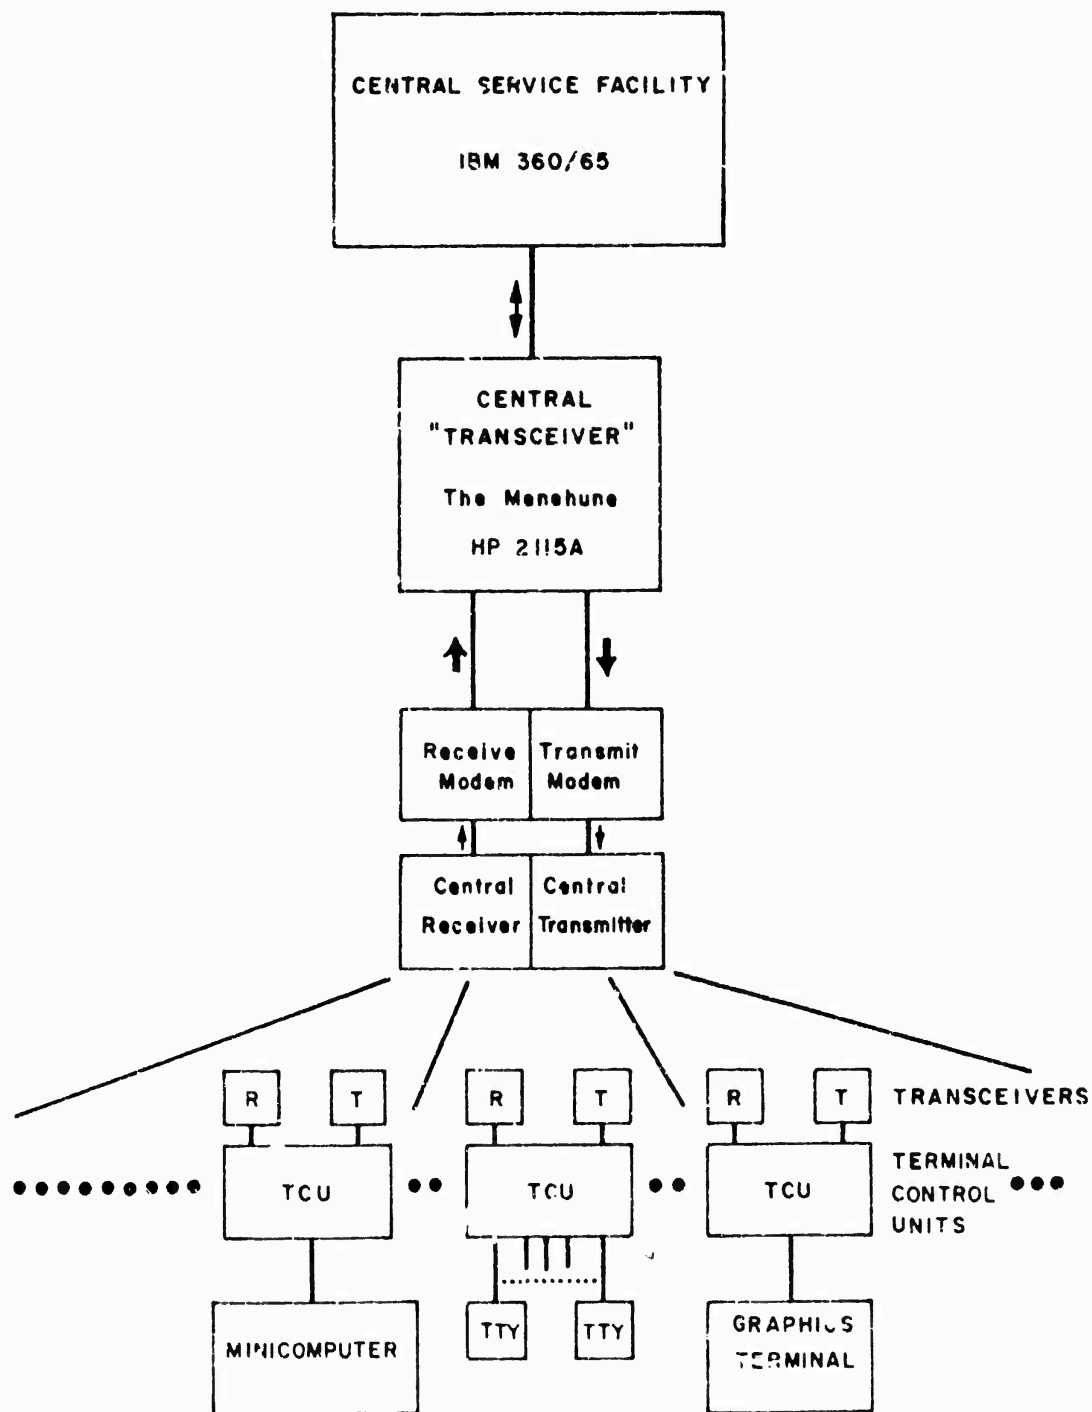 CENTRAL SERVICE FACILITY
IBM 360/65
CENTRAL
"TRANSCEIVER"
The Menehune
HP 2115A
Receive
Modem
Transmit
Modem
Central
Receiver
Central
Transmitter
R T R T R T TRANSCEIVERS
TCU TCU TCU
TERMINAL
CONTROL
UNITS
MINICOMPUTER
TTY TTY
GRAPHICS
TERMINAL